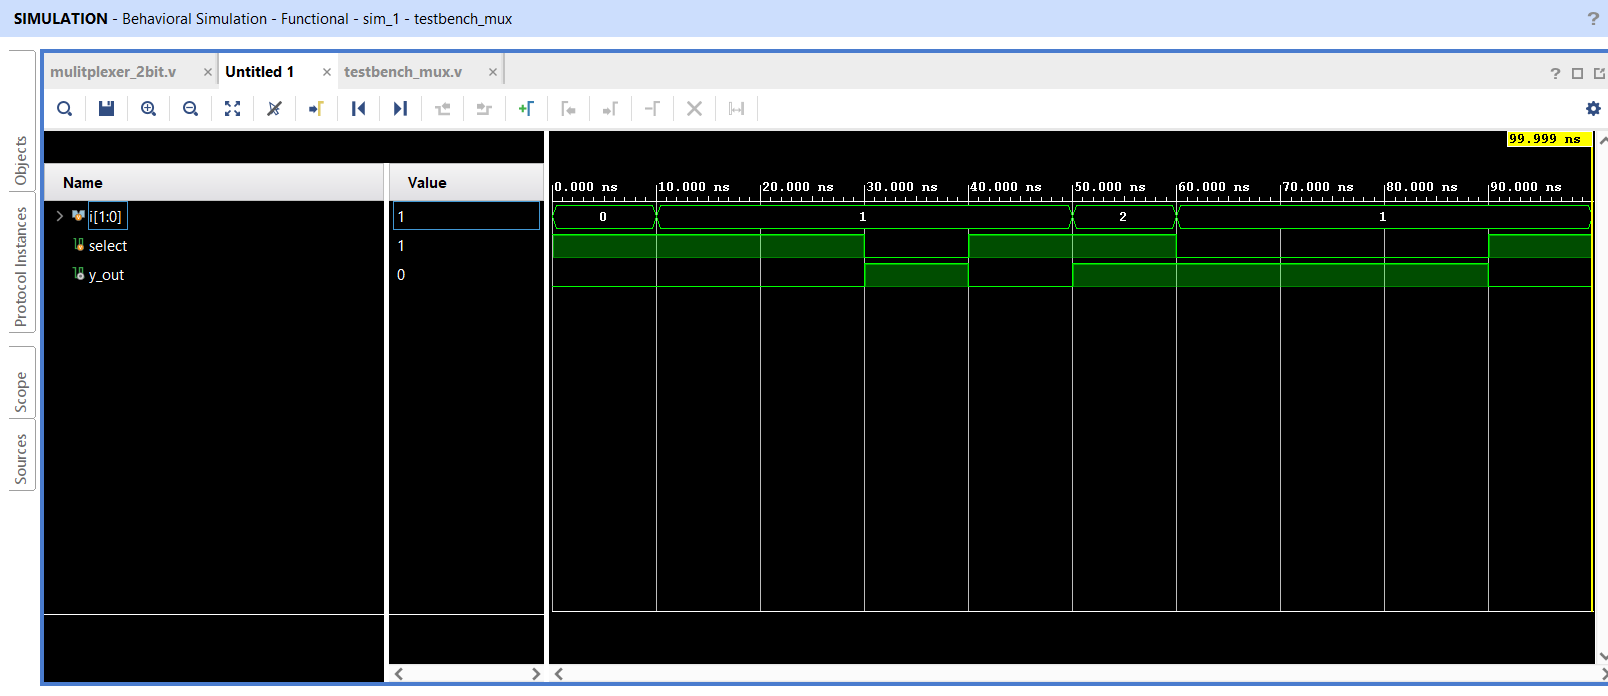 SIMULATION - Behavioral Simulation - Functional - sim_1 - testbench_mux ?
mulitplexer_2bit.v × Untitled 1 × testbench_mux.v × ?
Objects
Protocol Instances
Scope
Sources
99.999 ns
Name Value
0.000 ns 10.000 ns 20.000 ns 30.000 ns 40.000 ns 50.000 ns 60.000 ns 70.000 ns 80.000 ns 90.000 ns
i[1:0] 1 0 1 2 1
select 1
y_out 0